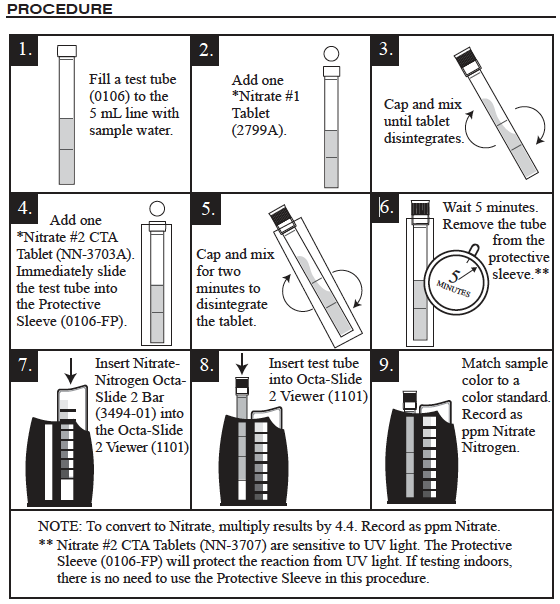 PROCEDURE
1.
Fill a test tube
(0106) to the
5 mL line with
sample water.
2.
Add one
*Nitrate #1
Tablet
(2799A).
3.
Cap and mix
until tablet
disintegrates.
4.
Add one
*Nitrate #2 CTA
Tablet (NN-3703A).
Immediately slide
the test tube into
the Protective
Sleeve (0106-FP).
5.
Cap and mix
for two
minutes to
disintegrate
the tablet.
6.
Wait 5 minutes.
Remove the tube
from the
protective
sleeve.**
5
MINUTES
7.
Insert Nitrate-
Nitrogen Octa-
Slide 2 Bar
(3494-01) into
the Octa-Slide
2 Viewer (1101)
8.
Insert test tube
into Octa-Slide
2 Viewer (1101)
9.
Match sample
color to a
color standard.
Record as
ppm Nitrate
Nitrogen.
NOTE: To convert to Nitrate, multiply results by 4.4. Record as ppm Nitrate.
** Nitrate #2 CTA Tablets (NN-3707) are sensitive to UV light. The Protective
Sleeve (0106-FP) will protect the reaction from UV light. If testing indoors,
there is no need to use the Protective Sleeve in this procedure.